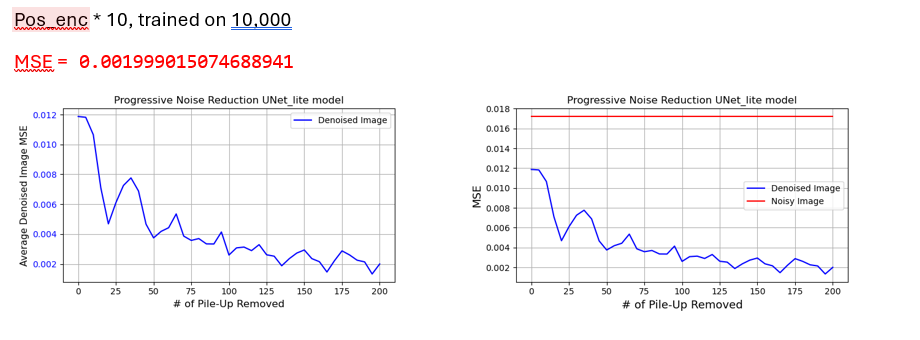 Pos_enc * 10, trained on 10,000
MSE = 0.001999015074688941
Progressive Noise Reduction UNet_lite model
Average Denoised Image MSE
0.012
0.010
0.008
0.006
0.004
0.002
Denoised Image
0 25 50 75 100 125 150 175 200
# of Pile-Up Removed
Progressive Noise Reduction UNet_lite model
MSE
0.018
0.016
0.014
0.012
0.010
0.008
0.006
0.004
0.002
Denoised Image
Noisy Image
0 25 50 75 100 125 150 175 200
# of Pile-Up Removed